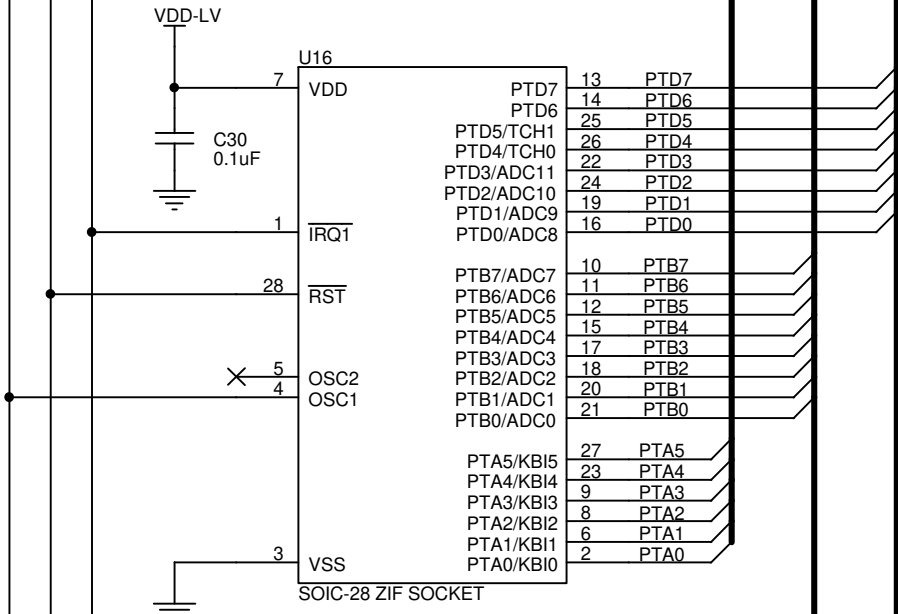 VDD-LV
U16
7 VDD
C30
0.1uF
1 IRQ1
28 RST
5 OSC2
4 OSC1
3 VSS
PTD7 13 PTD7
PTD6 14 PTD6
PTD5/TCH1 25 PTD5
PTD4/TCH0 26 PTD4
PTD3/ADC11 22 PTD3
PTD2/ADC10 24 PTD2
PTD1/ADC9 19 PTD1
PTD0/ADC8 16 PTD0
PTB7/ADC7 10 PTB7
PTB6/ADC6 11 PTB6
PTB5/ADC5 12 PTB5
PTB4/ADC4 15 PTB4
PTB3/ADC3 17 PTB3
PTB2/ADC2 18 PTB2
PTB1/ADC1 20 PTB1
PTB0/ADC0 21 PTB0
PTA5/KBI5 27 PTA5
PTA4/KBI4 23 PTA4
PTA3/KBI3 9 PTA3
PTA2/KBI2 8 PTA2
PTA1/KBI1 6 PTA1
PTA0/KBI0 2 PTA0
SOIC-28 ZIF SOCKET